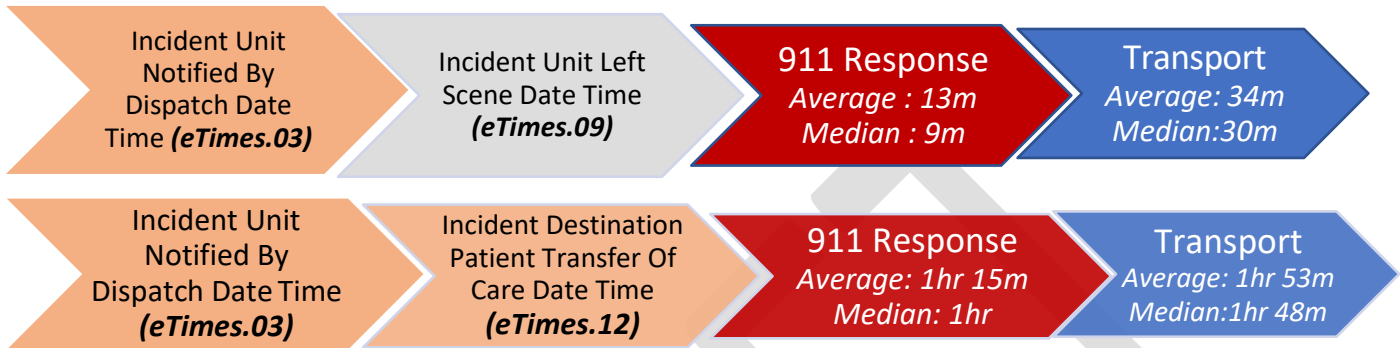 Incident Unit
Notified By
Dispatch Date
Time (eTimes.03)
Incident Unit Left
Scene Date Time
(eTimes.09)
911 Response
Average : 13m
Median : 9m
Transport
Average: 34m
Median:30m
Incident Unit
Notified By
Dispatch Date Time
(eTimes.03)
Incident Destination
Patient Transfer Of
Care Date Time
(eTimes.12)
911 Response
Average: 1hr 15m
Median: 1hr
Transport
Average: 1hr 53m
Median:1hr 48m